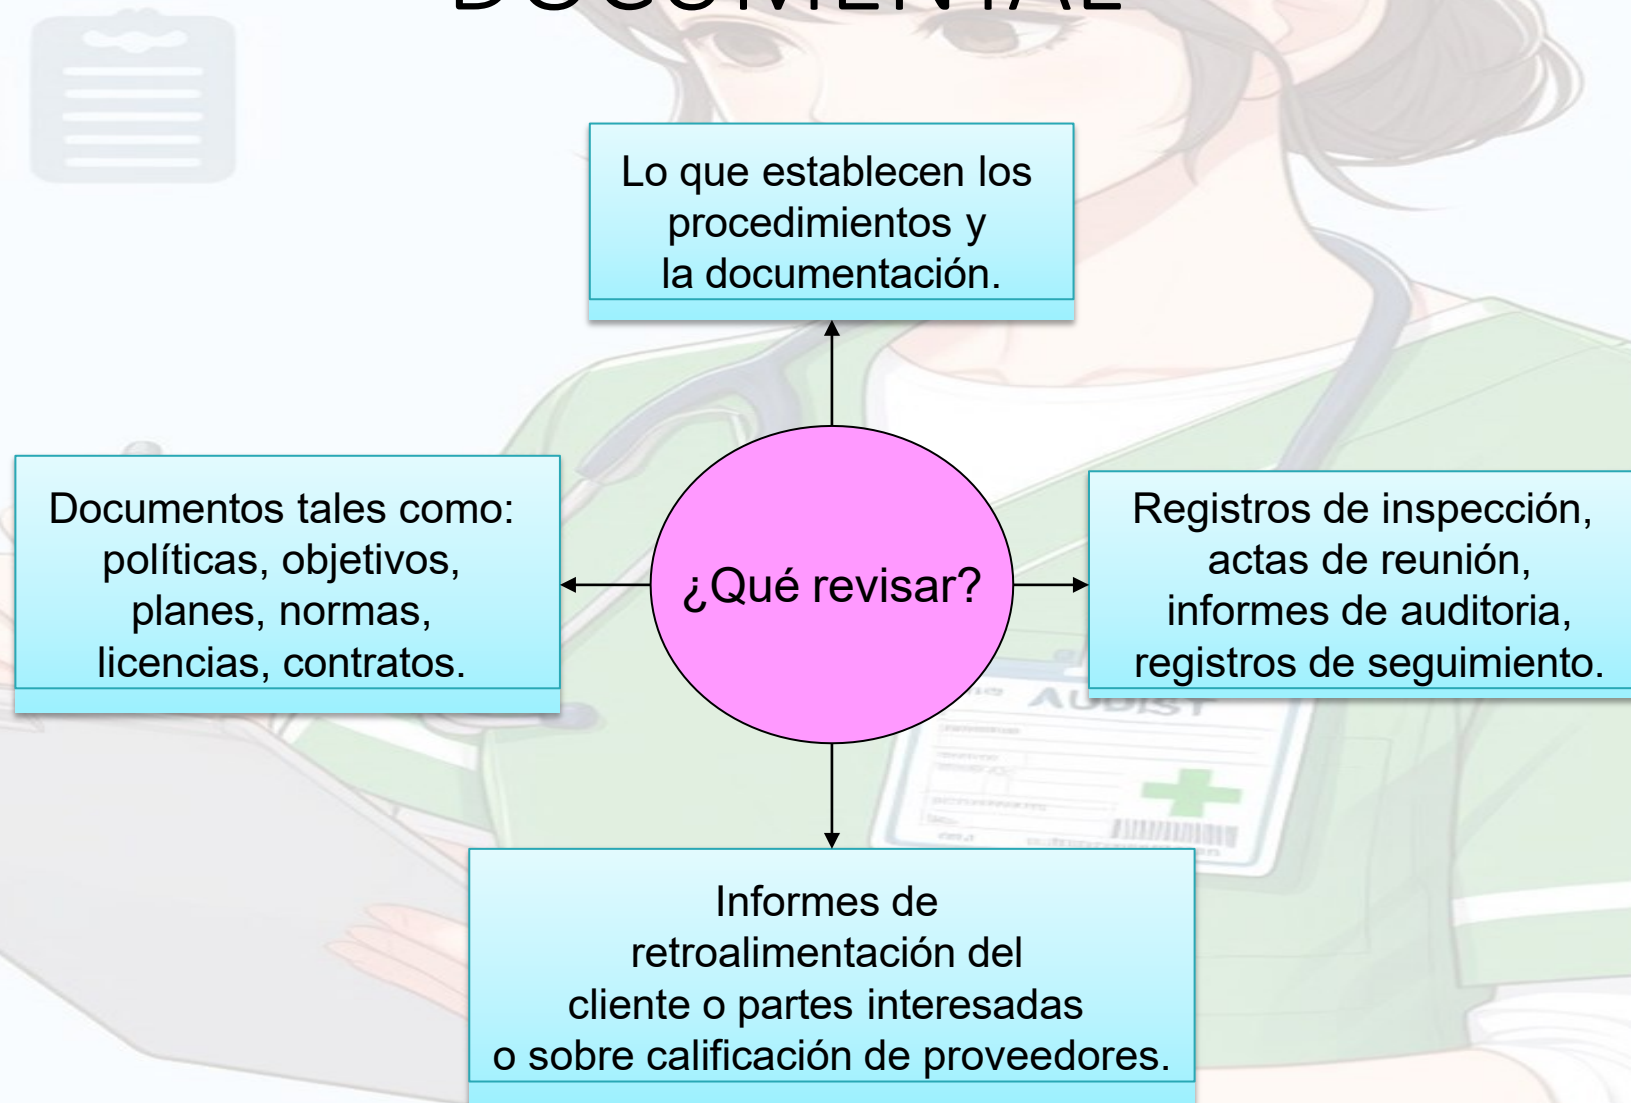 DOCUMENTAL
Lo que establecen los
procedimientos y
la documentación.
Documentos tales como:
políticas, objetivos,
planes, normas,
licencias, contratos.
¿Qué revisar?
Registros de inspección,
actas de reunión,
informes de auditoria,
registros de seguimiento.
AUDIST
Informes de
retroalimentación del
cliente o partes interesadas
o sobre calificación de proveedores.